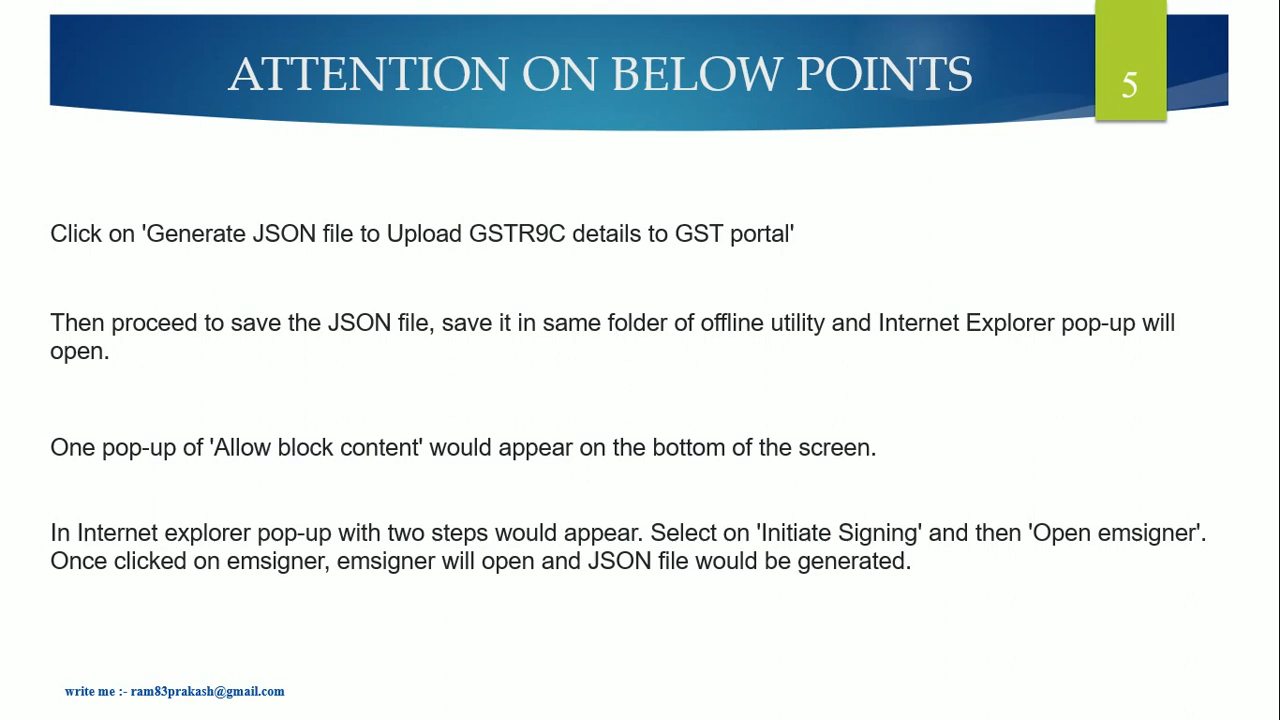 ATTENTION ON BELOW POINTS
5
Click on 'Generate JSON file to Upload GSTR9C details to GST portal'
Then proceed to save the JSON file, save it in same folder of offline utility and Internet Explorer pop-up will
open.
One pop-up of 'Allow block content' would appear on the bottom of the screen.
In Internet explorer pop-up with two steps would appear. Select on 'Initiate Signing' and then 'Open emsigner'.
Once clicked on emsigner, emsigner will open and JSON file would be generated.
write me :- ram83prakash@gmail.com